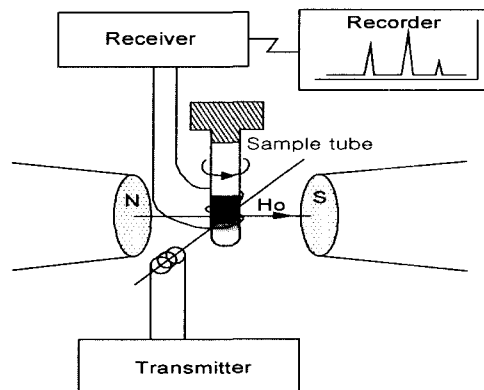 Receiver
Recorder
Sample tube
N
Ho
S
Transmitter